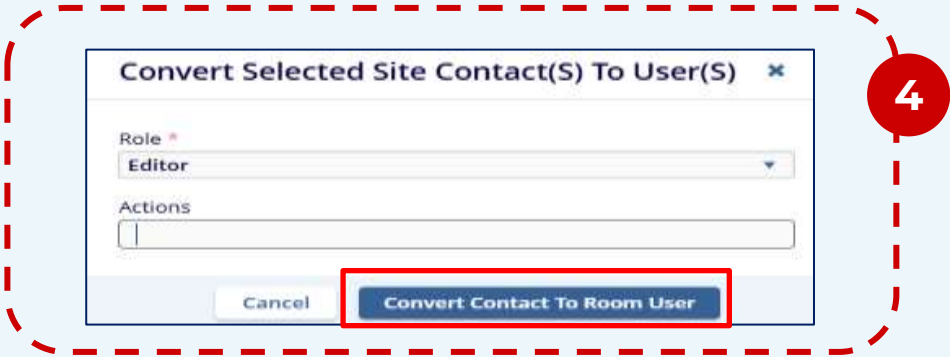 Convert Selected Site Contact(S) To User(S) ×
4
Role *
Editor
Actions
Cancel Convert Contact To Room User